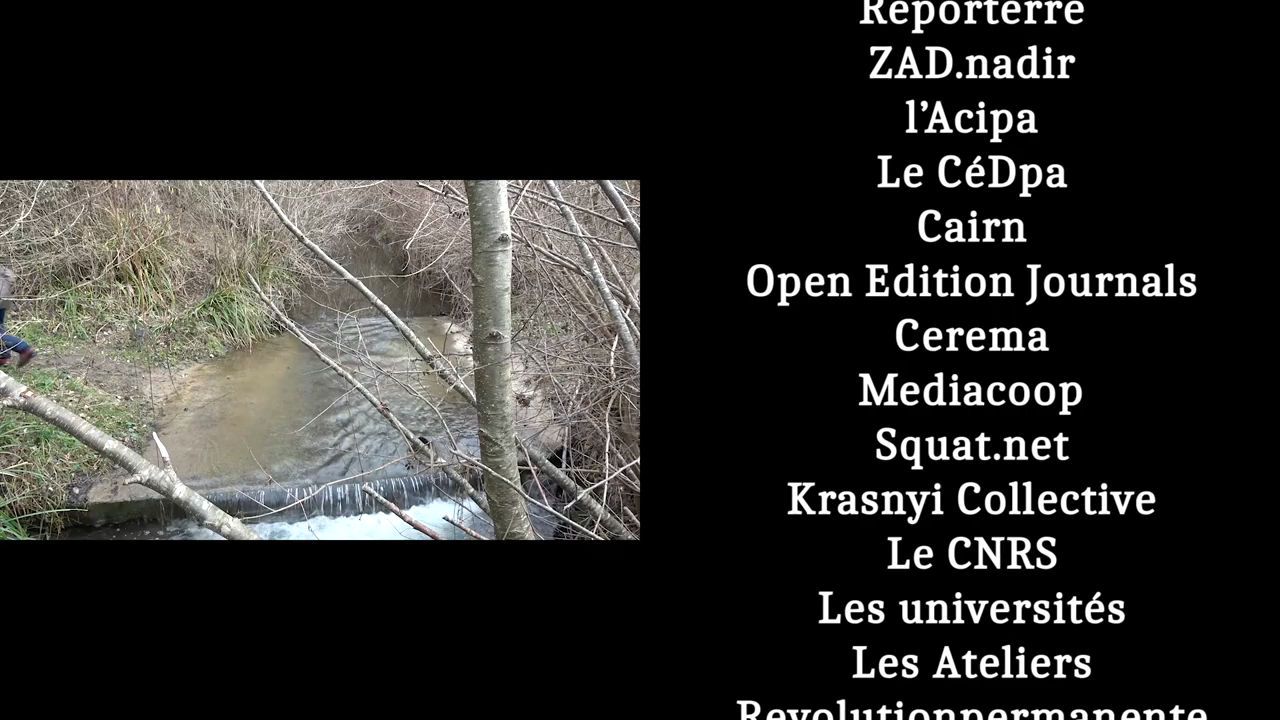 Reporterre
ZAD.nadir
l’Acipa
Le CéDpa
Cairn
Open Edition Journals
Cerema
Mediacoop
Squat.net
Krasnyi Collective
Le CNRS
Les universités
Les Ateliers
Revolutionpermanente